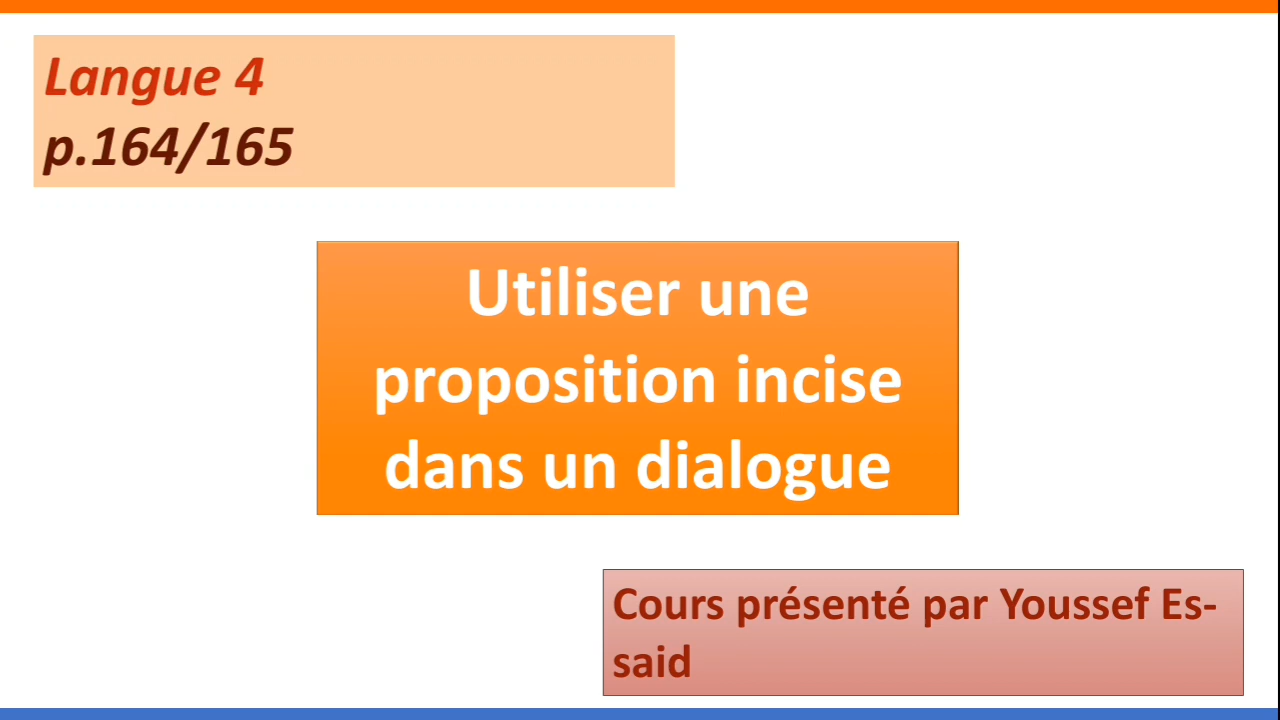 Langue 4
p.164/165
Utiliser une
proposition incise
dans un dialogue
Cours présenté par Youssef Es-
said